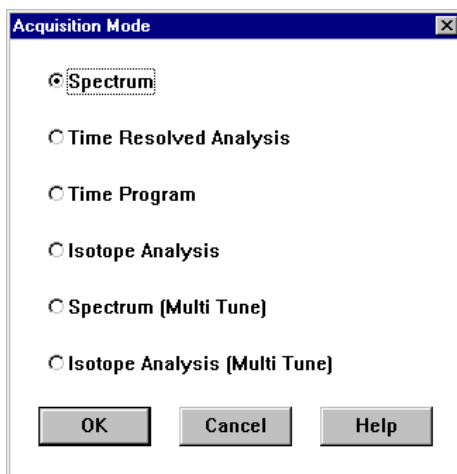 Acquisition Mode
Spectrum
Time Resolved Analysis
Time Program
Isotope Analysis
Spectrum (Multi Tune)
Isotope Analysis (Multi Tune)
OK Cancel Help